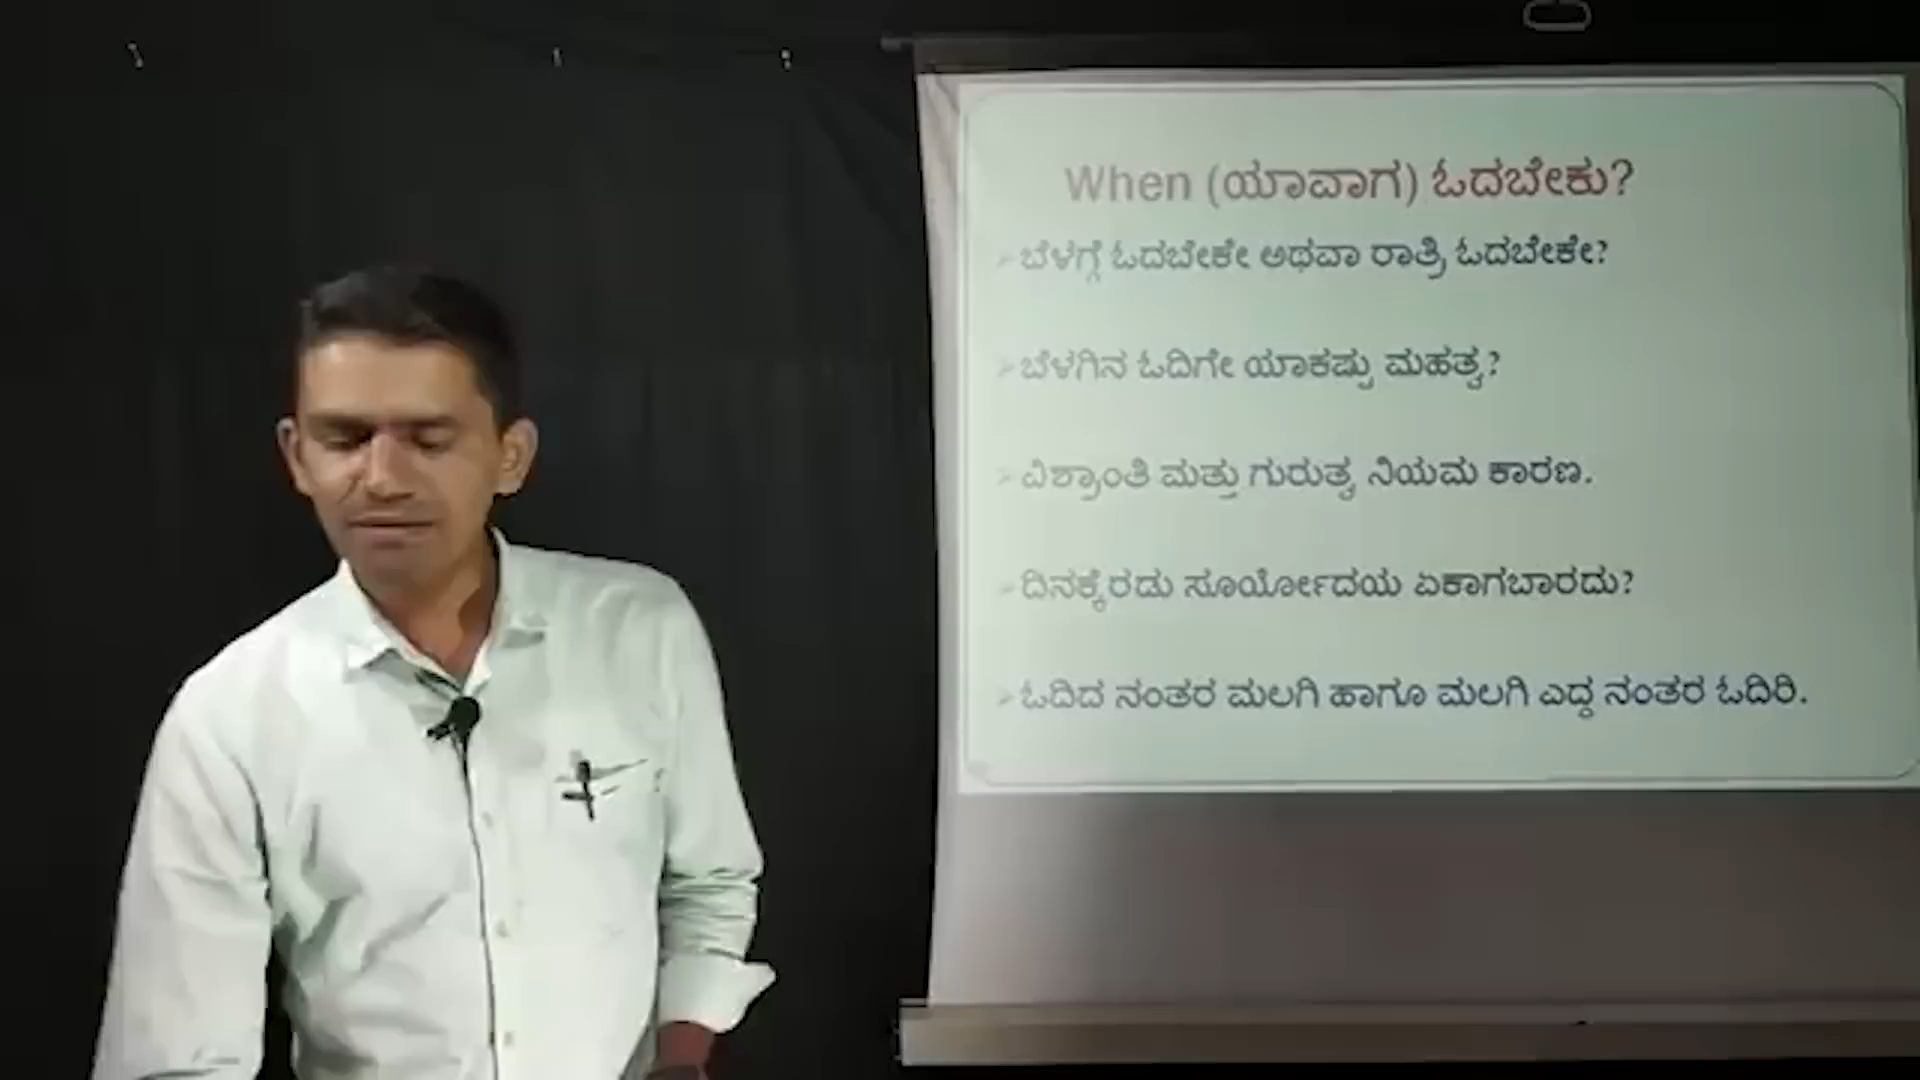 When (ಯಾವಾಗ) ಓದಬೇಕು?
ಬೆಳಗ್ಗೆ ಓದಬೇಕೇ ಅಥವಾ ರಾತ್ರಿ ಓದಬೇಕೇ?
ಬೆಳಗಿನ ಓದಿಗೇ ಯಾಕಷ್ಟು ಮಹತ್ವ?
ವಿಶ್ರಾಂತಿ ಮತ್ತು ಗುರುತ್ವ ನಿಯಮ ಕಾರಣ.
ದಿನಕ್ಕೆರಡು ಸೂರ್ಯೋದಯ ಏಕಾಗಬಾರದು?
ಓದಿದ ನಂತರ ಮಲಗಿ ಹಾಗೂ ಮಲಗಿ ಎದ್ದ ನಂತರ ಓದಿರಿ.